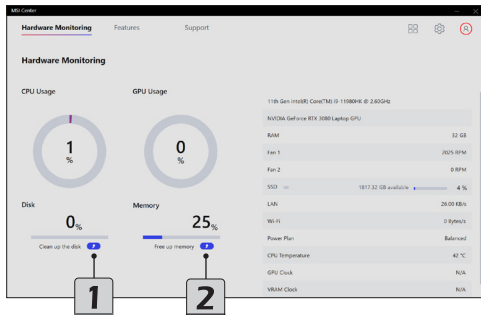 MSI Center
Hardware Monitoring Features Support
Hardware Monitoring
CPU Usage GPU Usage
1 %
0 %
Disk Memory
0% 25%
Clean up the disk Free up memory
1 2
11th Gen Intel(R) Core(TM) i9-11980HK @ 2.60GHz
NVIDIA GeForce RTX 3080 Laptop GPU
RAM 32 GB
Fan 1 2025 RPM
Fan 2 0 RPM
SSD 1817.32 GB available 4 %
LAN 26.00 KB/s
Wi-Fi 0 Bytes/s
Power Plan Balanced
CPU Temperature 42 °C
GPU Clock N/A
VRAM Clock N/A